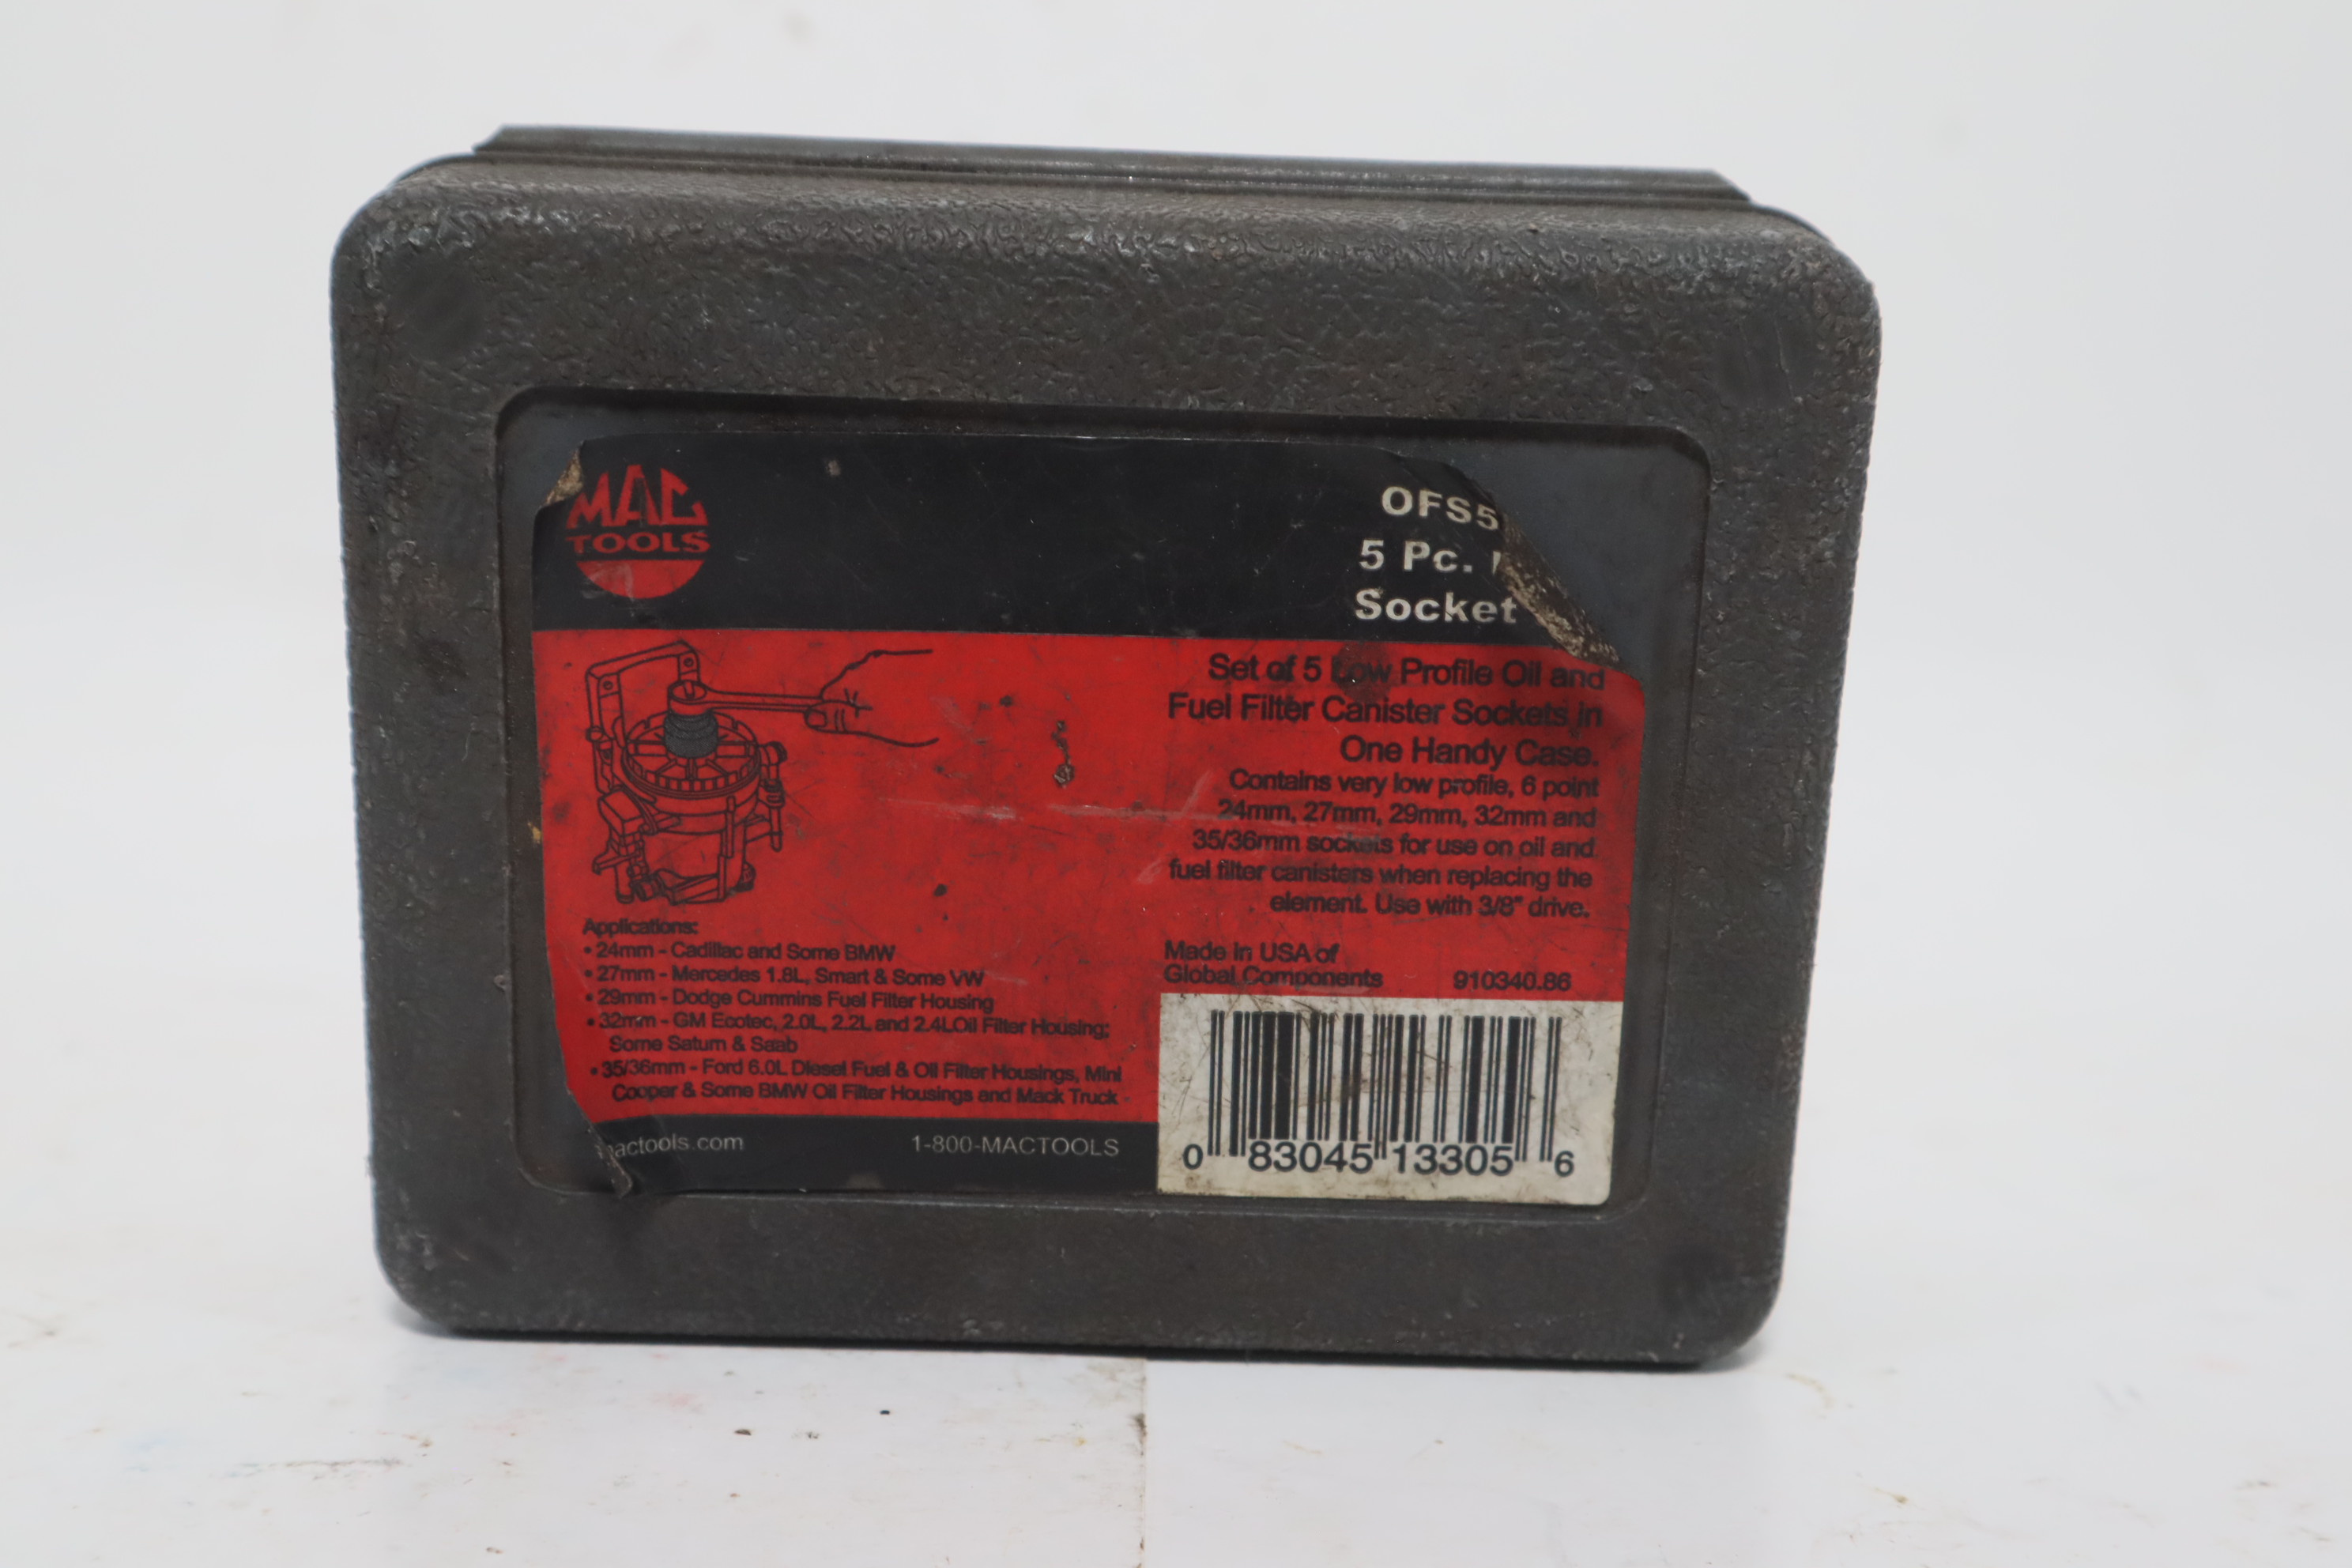 MAC
TOOLS
OFS5
5 Pc.
Socket
Set of 5 Low Profile Oil and
Fuel Filter Canister Sockets in
One Handy Case.
Contains very low profile, 6 point
24mm, 27mm, 29mm, 32mm and
35/36mm sockets for use on oil and
fuel filter canisters when replacing the
element. Use with 3/8" drive.
Applications:
• 24mm - Cadillac and Some BMW
• 27mm - Mercedes 1.8L, Smart & Some VW
• 29mm - Dodge Cummins Fuel Filter Housing
• 32mm - GM Ecotec, 2.0L, 2.2L and 2.4LOil Filter Housing;
Some Saturn & Saab
• 35/36mm - Ford 6.0L Diesel Fuel & Oil Filter Housings, Mini
Cooper & Some BMW Oil Filter Housings and Mack Truck
Made in USA of
Global Components 910340.86
mactools.com 1-800-MACTOOLS
0 83045 13305 6